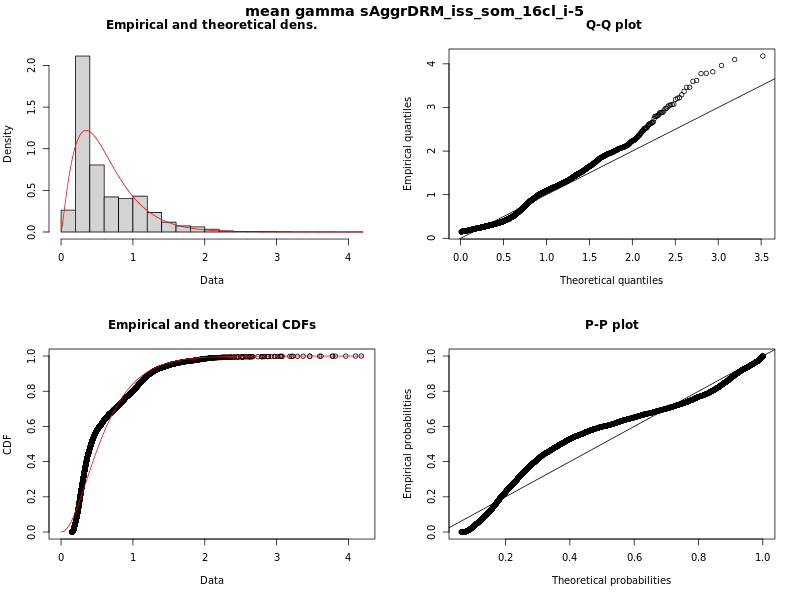 mean gamma sAggrDRM_iss_som_16cl_i-5
Empirical and theoretical dens.
Density
0.0 0.5 1.0 1.5 2.0
0 1 2 3 4
Data
Q-Q plot
Empirical quantiles
0 1 2 3 4
0.0 0.5 1.0 1.5 2.0 2.5 3.0 3.5
Theoretical quantiles
Empirical and theoretical CDFs
CDF
0.0 0.2 0.4 0.6 0.8 1.0
0 1 2 3 4
Data
P-P plot
Empirical probabilities
0.0 0.2 0.4 0.6 0.8 1.0
0.2 0.4 0.6 0.8 1.0
Theoretical probabilities